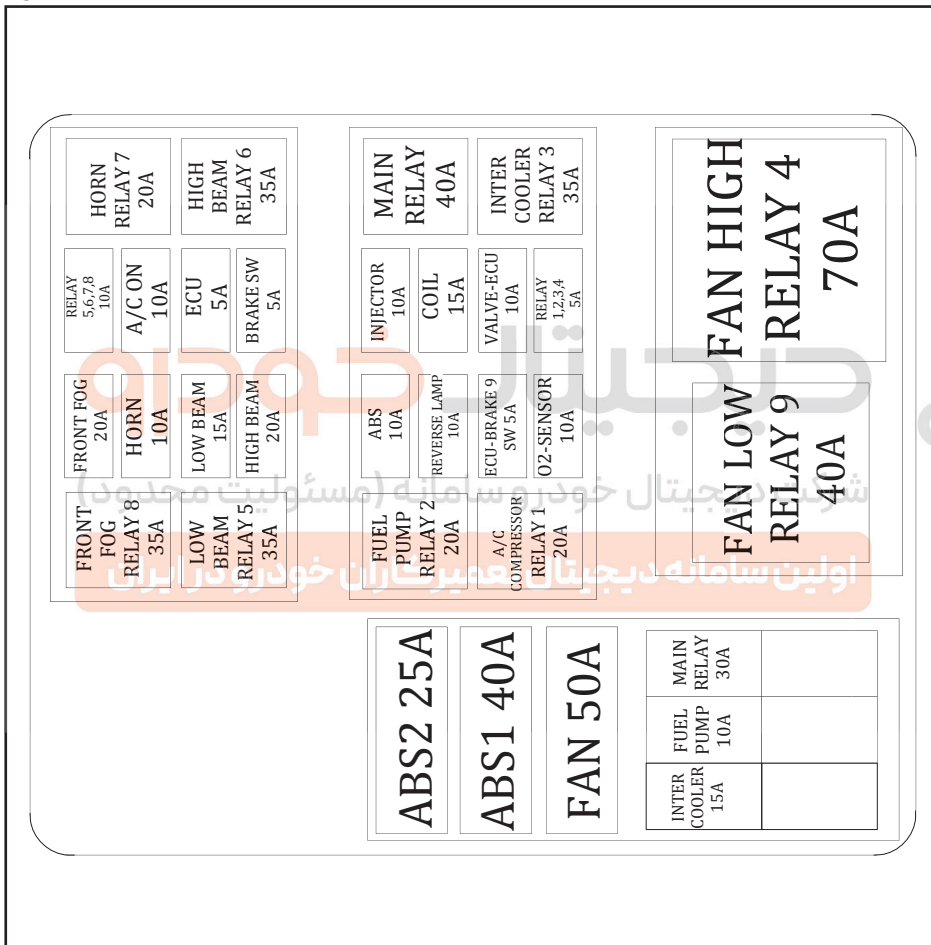 HORN
RELAY 7
20A
HIGH
BEAM
RELAY 6
35A
MAIN
RELAY
40A
INTER
COOLER
RELAY 3
35A
FAN HIGH
RELAY 4
70A
RELAY
5,6,7,8
10A
A/C ON
10A
ECU
5A
BRAKE SW
5A
INJECTOR
10A
COIL
15A
VALVE-ECU
10A
RELAY
1,2,3,4
5A
FRONT FOG
20A
HORN
10A
LOW BEAM
15A
HIGH BEAM
20A
ABS
10A
REVERSE LAMP
10A
ECU-BRAKE 9
SW 5A
O2-SENSOR
10A
FAN LOW
RELAY 9
40A
FRONT
FOG
RELAY 8
35A
LOW
BEAM
RELAY 5
35A
FUEL
PUMP
RELAY 2
20A
A/C
COMPRESSOR
RELAY 1
20A
دیجیتال خودرو
شرکت دیجیتال خودرو سامانه (مسئولیت محدود)
اولین سامانه دیجیتال تعمیرکاران خودرو در ایران
ABS2 25A
ABS1 40A
FAN 50A
MAIN
RELAY
30A
FUEL
PUMP
10A
INTER
COOLER
15A